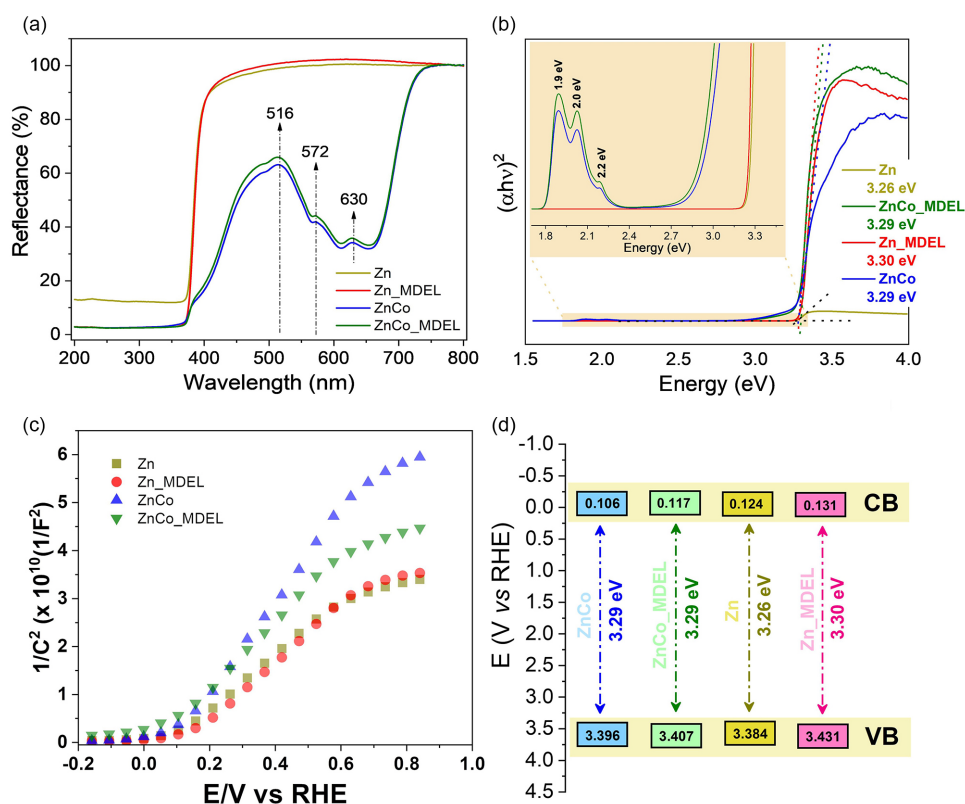 (a)
Reflectance (%)
100
80
60
40
20
0
516
572
630
Zn
Zn_MDEL
ZnCo
ZnCo_MDEL
200
300
400
500
600
700
800
Wavelength (nm)
(b)
(αhν)²
1.9 eV
2.0 eV
2.2 eV
1.8
2.1
2.4
2.7
3.0
3.3
Energy (eV)
Zn
3.26 eV
ZnCo_MDEL
3.29 eV
Zn_MDEL
3.30 eV
ZnCo
3.29 eV
1.5
2.0
2.5
3.0
3.5
4.0
Energy (eV)
(c)
1/C² (x 10¹⁰(1/F²)
6
5
4
3
2
1
0
Zn
Zn_MDEL
ZnCo
ZnCo_MDEL
-0.2
0.0
0.2
0.4
0.6
0.8
1.0
E/V vs RHE
(d)
E (V vs RHE)
-1.0
-0.5
0.0
0.5
1.0
1.5
2.0
2.5
3.0
3.5
4.0
4.5
0.106
0.117
0.124
0.131
CB
ZnCo
3.29 eV
ZnCo_MDEL
3.29 eV
Zn
3.26 eV
Zn_MDEL
3.30 eV
3.396
3.407
3.384
3.431
VB